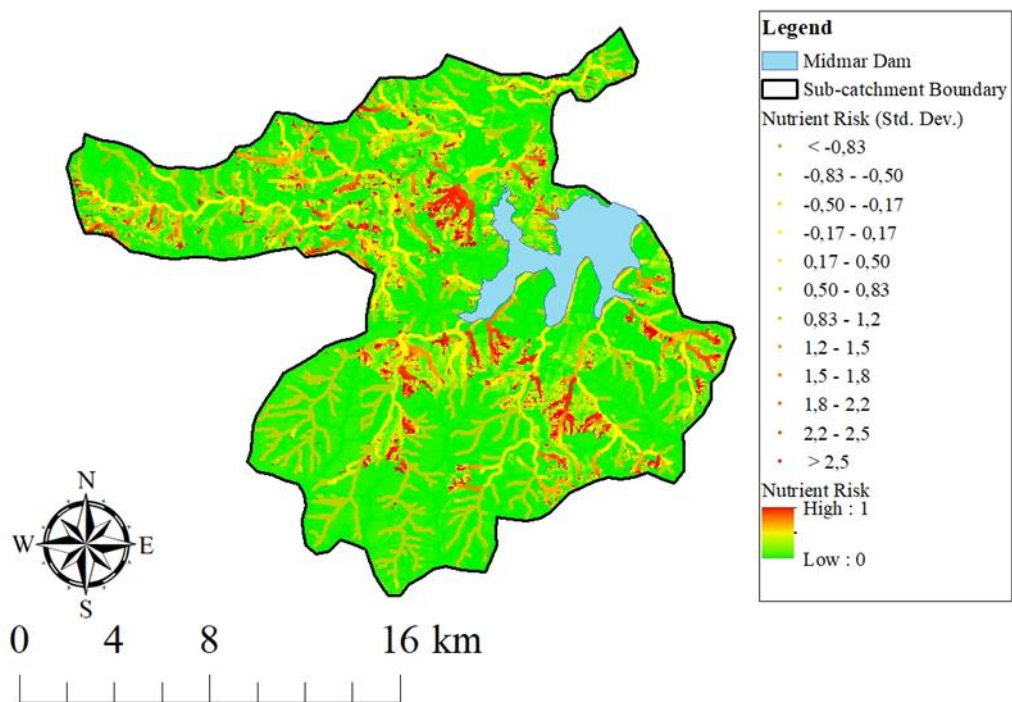 Legend
Midmar Dam
Sub-catchment Boundary
Nutrient Risk (Std. Dev.)
< -0,83
-0,83 - -0,50
-0,50 - -0,17
-0,17 - 0,17
0,17 - 0,50
0,50 - 0,83
0,83 - 1,2
1,2 - 1,5
1,5 - 1,8
1,8 - 2,2
2,2 - 2,5
> 2,5
Nutrient Risk
High : 1
Low : 0
N
W E
S
0 4 8 16 km